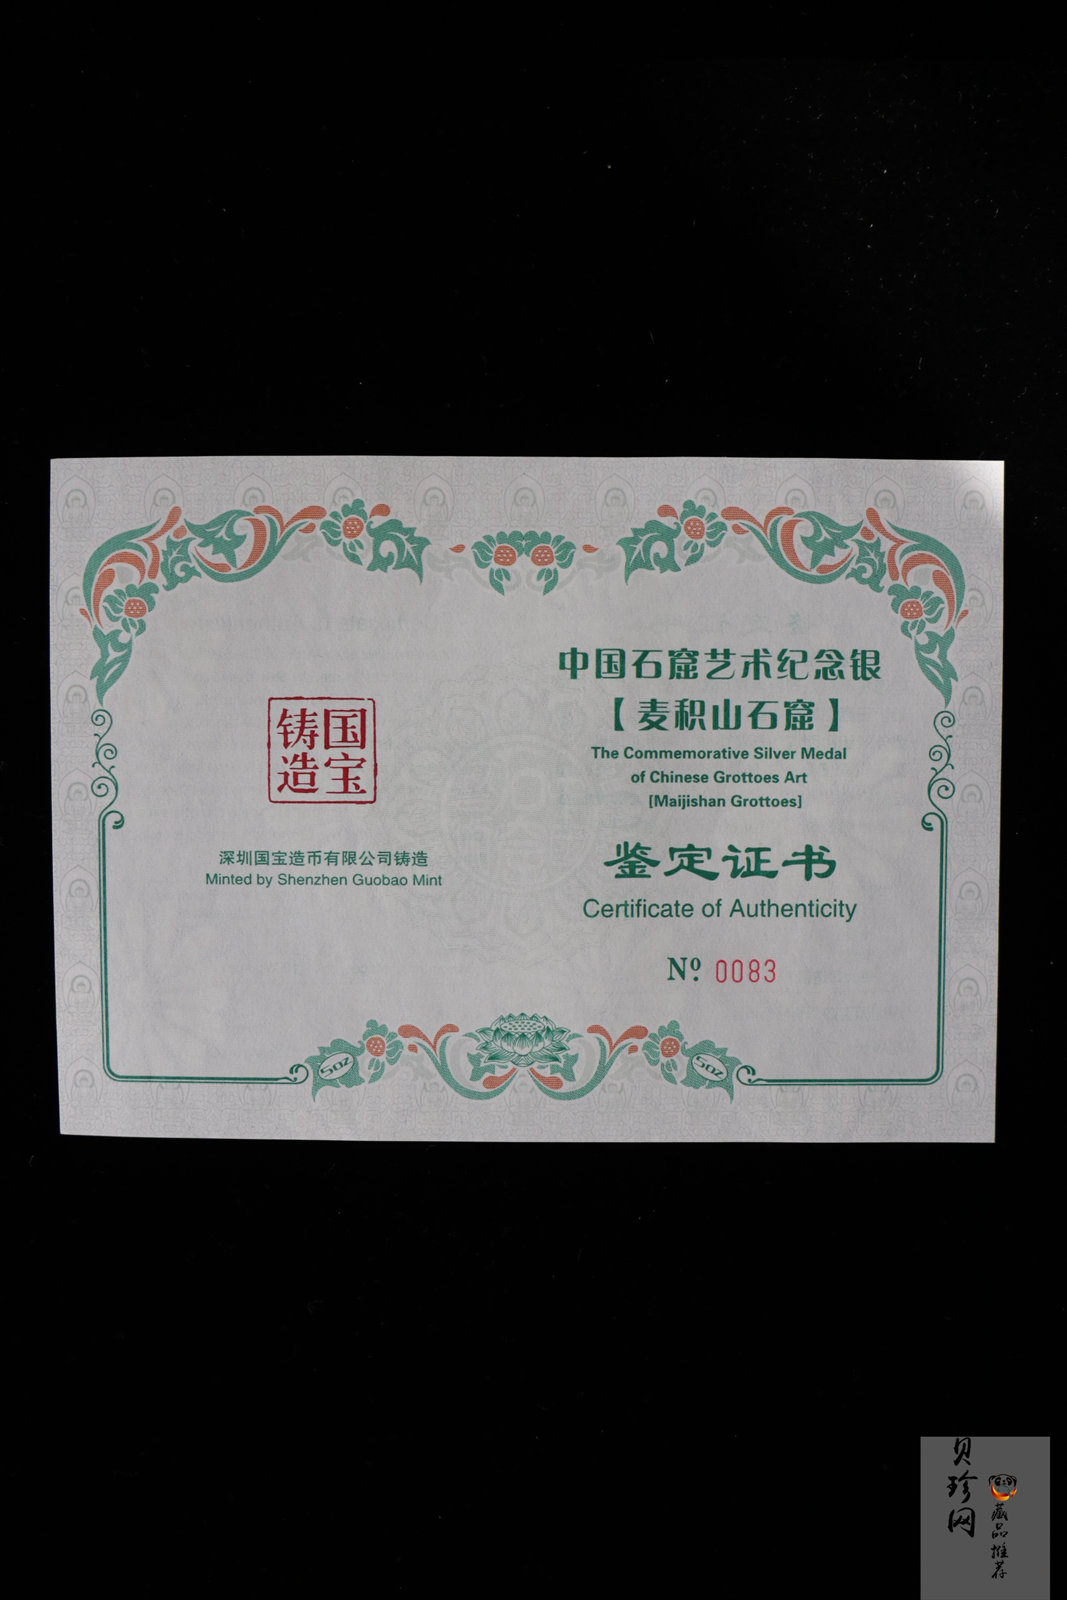 国宝
铸造
深圳国宝造币有限公司铸造
Minted by Shenzhen Guobao Mint
中国石窟艺术纪念银
【麦积山石窟】
The Commemorative Silver Medal
of Chinese Grottoes Art
[Maijishan Grottoes]
鉴定证书
Certificate of Authenticity
Nº 0083
5oz
5oz
贝珍网
藏品推荐